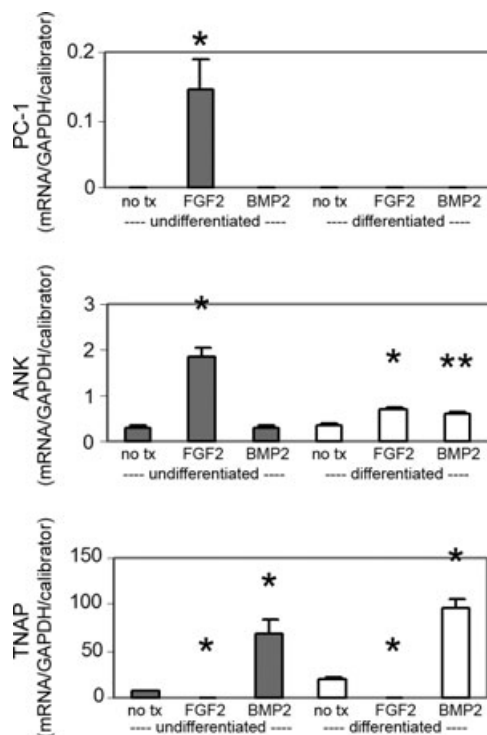 PC-1
(mRNA/GAPDH/calibrator)
0.2
0.1
0
*
no tx FGF2 BMP2 no tx FGF2 BMP2
---- undifferentiated ---- ---- differentiated ----
ANK
(mRNA/GAPDH/calibrator)
3
2
1
0
* * **
no tx FGF2 BMP2 no tx FGF2 BMP2
---- undifferentiated ---- ---- differentiated ----
TNAP
(mRNA/GAPDH/calibrator)
150
100
50
0
* * * *
no tx FGF2 BMP2 no tx FGF2 BMP2
---- undifferentiated ---- ---- differentiated ----